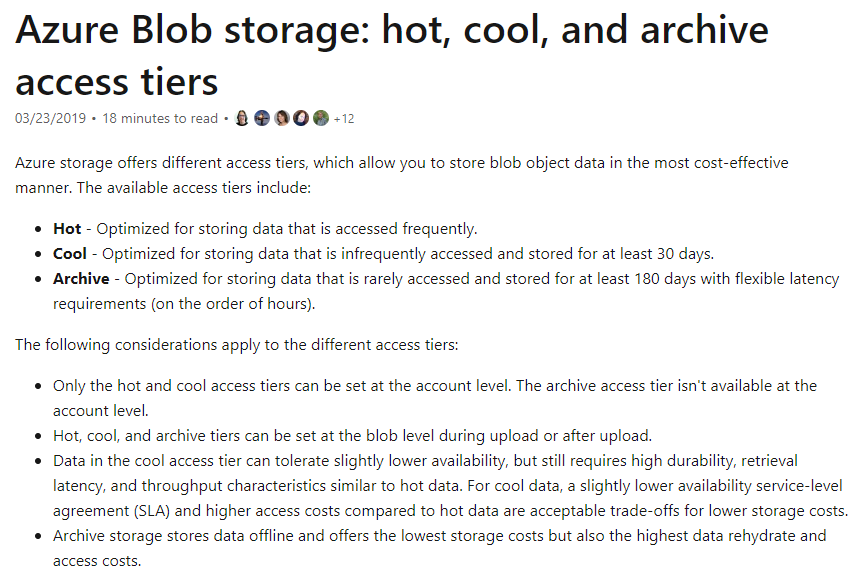 Azure Blob storage: hot, cool, and archive
access tiers
03/23/2019 • 18 minutes to read • +12
Azure storage offers different access tiers, which allow you to store blob object data in the most cost-effective
manner. The available access tiers include:
• Hot - Optimized for storing data that is accessed frequently.
• Cool - Optimized for storing data that is infrequently accessed and stored for at least 30 days.
• Archive - Optimized for storing data that is rarely accessed and stored for at least 180 days with flexible latency
requirements (on the order of hours).
The following considerations apply to the different access tiers:
• Only the hot and cool access tiers can be set at the account level. The archive access tier isn't available at the
account level.
• Hot, cool, and archive tiers can be set at the blob level during upload or after upload.
• Data in the cool access tier can tolerate slightly lower availability, but still requires high durability, retrieval
latency, and throughput characteristics similar to hot data. For cool data, a slightly lower availability service-level
agreement (SLA) and higher access costs compared to hot data are acceptable trade-offs for lower storage costs.
• Archive storage stores data offline and offers the lowest storage costs but also the highest data rehydrate and
access costs.